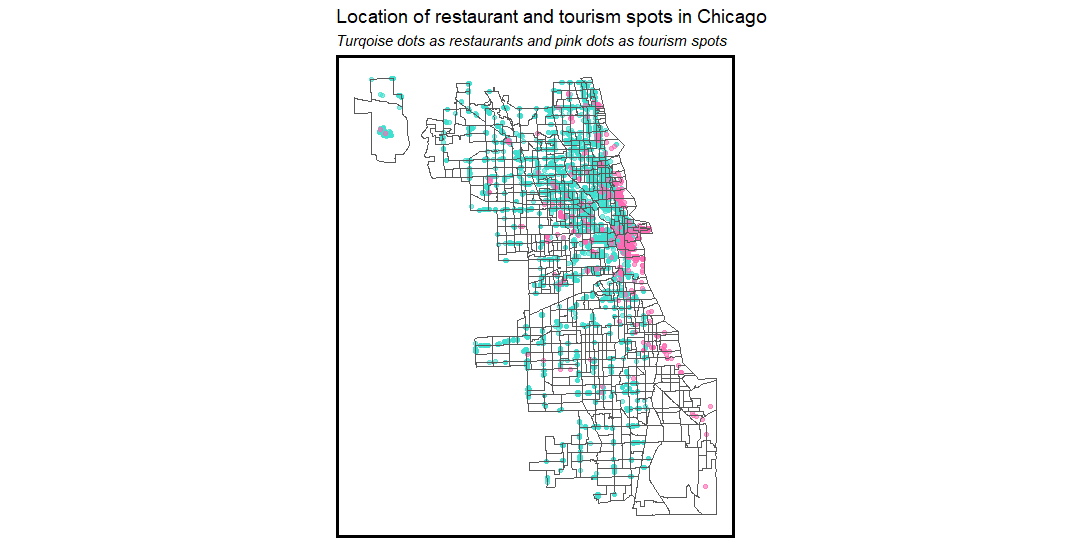 Location of restaurant and tourism spots in Chicago
Turqoise dots as restaurants and pink dots as tourism spots